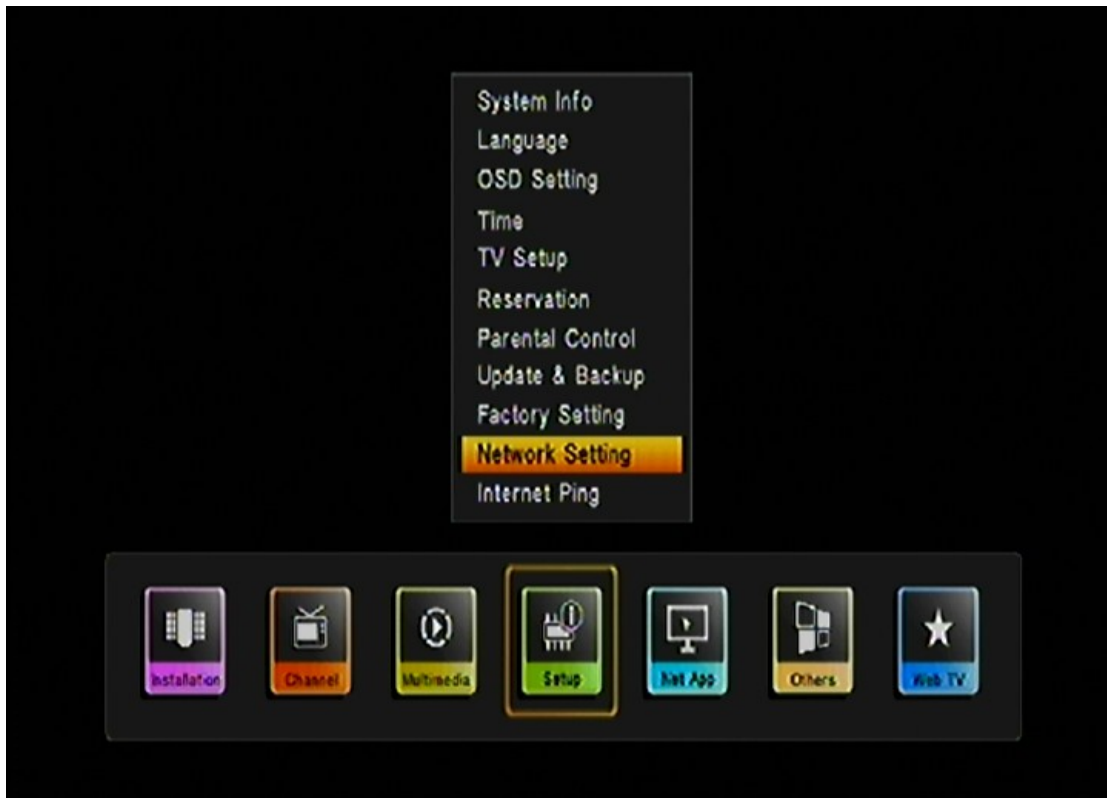 System Info
Language
OSD Setting
Time
TV Setup
Reservation
Parental Control
Update & Backup
Factory Setting
Network Setting
Internet Ping
Installation
Channel
Multimedia
Setup
Net App
Others
Web TV